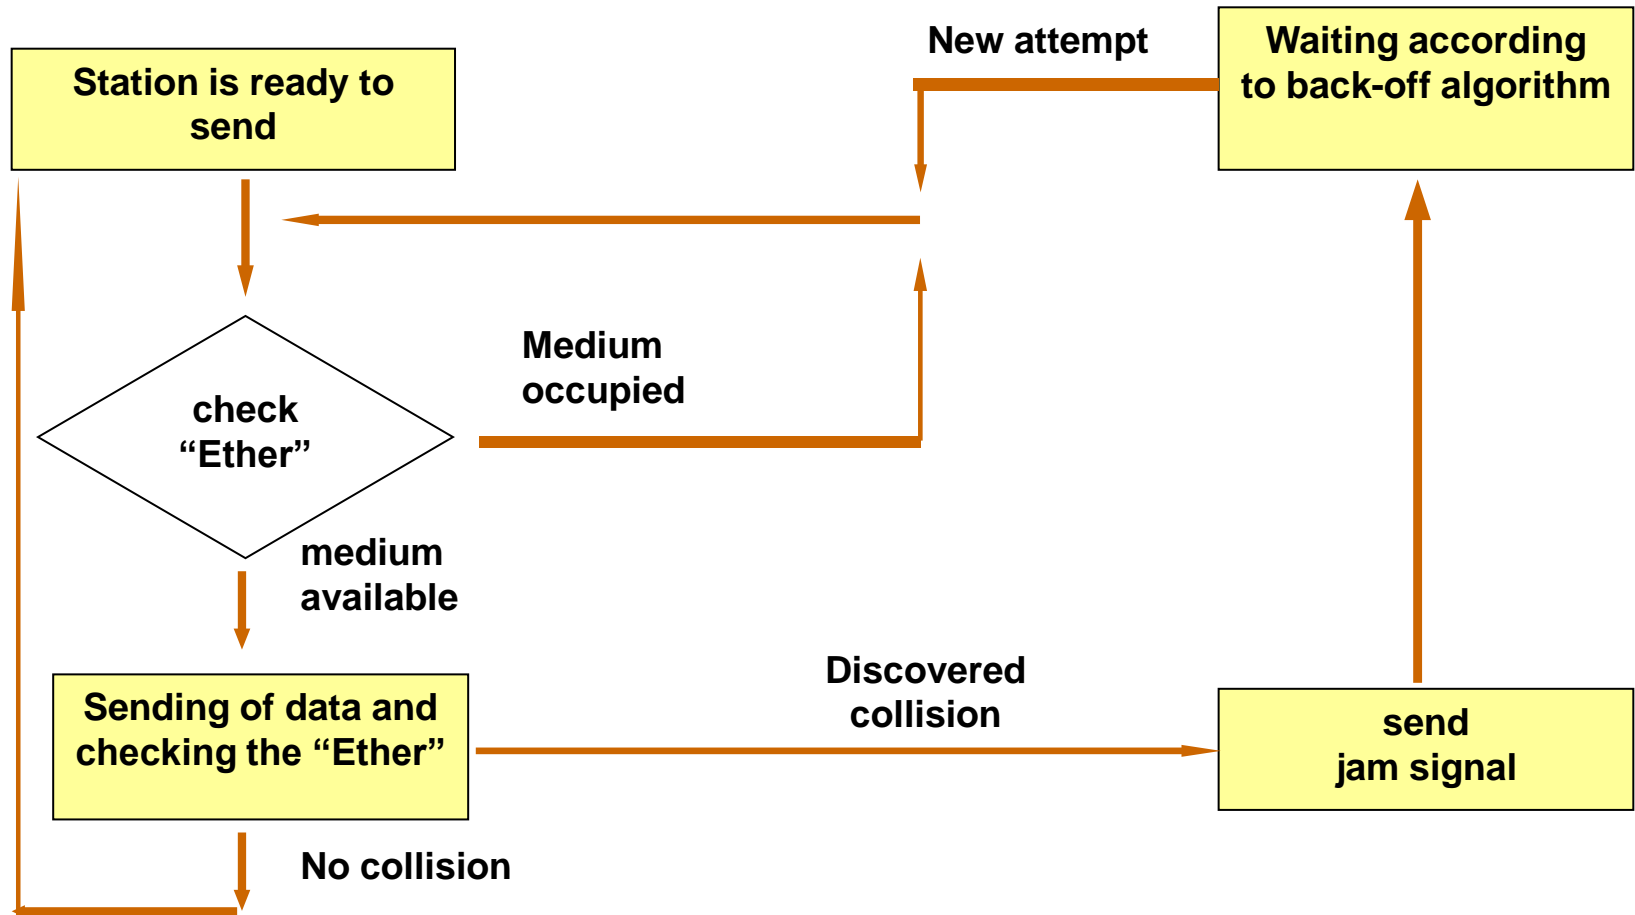 Station is ready to
send
New attempt
Waiting according
to back-off algorithm
Medium
occupied
check
“Ether”
medium
available
Sending of data and
checking the “Ether”
Discovered
collision
send
jam signal
No collision